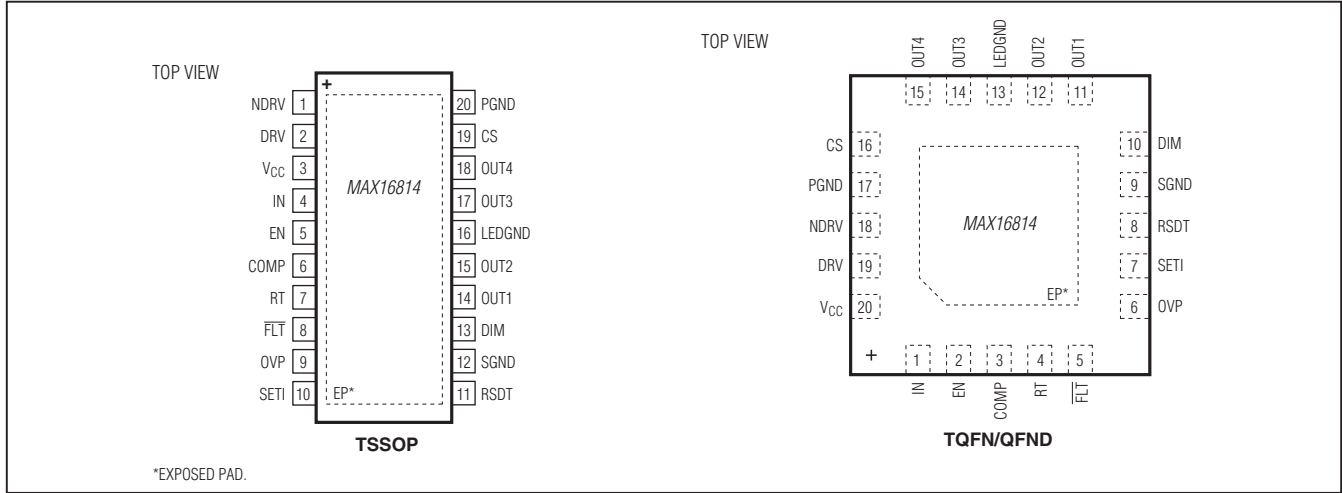 TOP VIEW
+
NDRV 1
DRV 2
VCC 3
IN 4
EN 5
COMP 6
RT 7
FLT 8
OVP 9
SETI 10
MAX16814
EP*
20 PGND
19 CS
18 OUT4
17 OUT3
16 LEDGND
15 OUT2
14 OUT1
13 DIM
12 SGND
11 RSDT
TSSOP
*EXPOSED PAD.
TOP VIEW
OUT4 OUT3 LEDGND OUT2 OUT1
15 14 13 12 11
CS 16
PGND 17
NDRV 18
DRV 19
VCC 20
MAX16814
EP*
10 DIM
9 SGND
8 RSDT
7 SETI
6 OVP
+
1 2 3 4 5
IN EN COMP RT FLT
TQFN/QFND